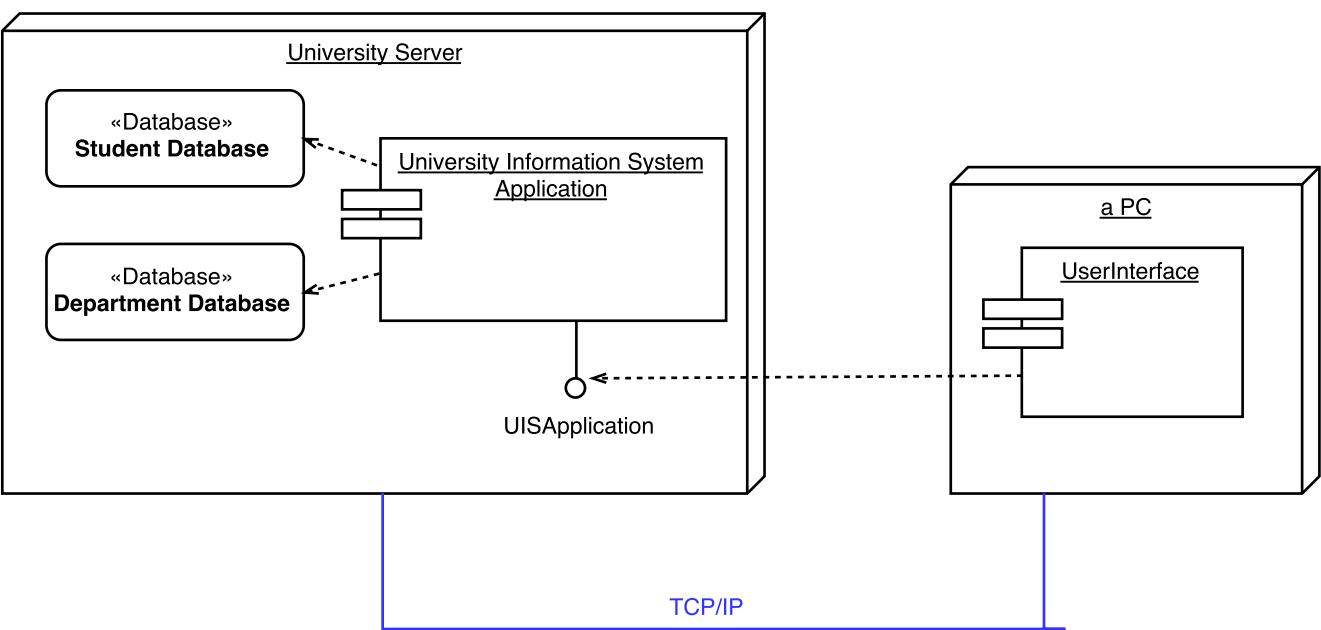 University Server
«Database»
Student Database
University Information System
Application
«Database»
Department Database
UISApplication
a PC
UserInterface
TCP/IP